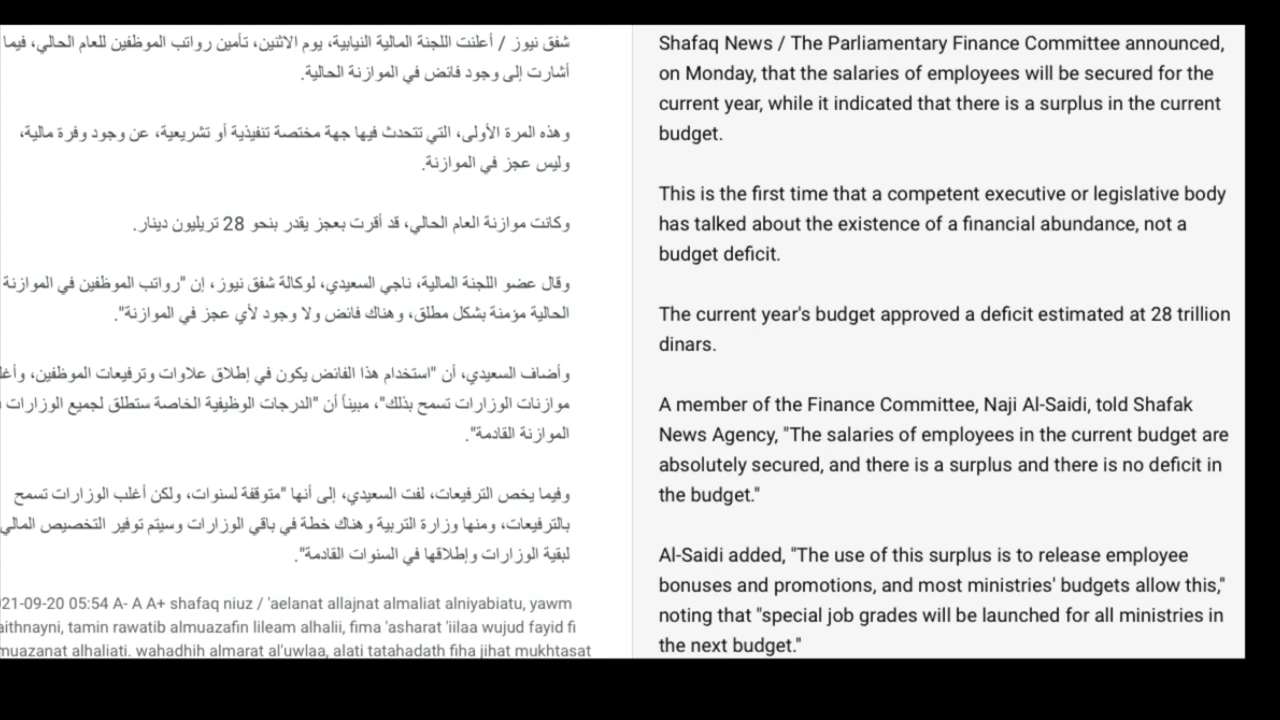 شفق نيوز / أعلنت اللجنة المالية النيابية، يوم الاثنين، تأمين رواتب الموظفين للعام الحالي، فيما
أشارت إلى وجود فائض في الموازنة الحالية.
وهذه المرة الأولى، التي تتحدث فيها جهة مختصة تنفيذية أو تشريعية، عن وجود وفرة مالية،
وليس عجز في الموازنة.
وكانت موازنة العام الحالي، قد أقرت بعجز يقدر بنحو 28 تريليون دينار.
وقال عضو اللجنة المالية، ناجي السعيدي، لوكالة شفق نيوز، إن "رواتب الموظفين في الموازنة
الحالية مؤمنة بشكل مطلق، وهناك فائض ولا وجود لأي عجز في الموازنة".
وأضاف السعيدي، أن "استخدام هذا الفائض يكون في إطلاق علاوات وترفيعات الموظفين،
موازنات الوزارات تسمح بذلك"، مبيناً أن "الدرجات الوظيفية الخاصة ستطلق لجميع الوزارات
الموازنة القادمة".
وفيما يخص الترفيعات، لفت السعيدي، إلى أنها "متوقفة لسنوات، ولكن أغلب الوزارات تسمح
بالترفيعات، ومنها وزارة التربية وهناك خطة في باقي الوزارات وسيتم توفير التخصيص المالي
لبقية الوزارات وإطلاقها في السنوات القادمة".
21-09-20 05:54 A- A A+ shafaq niuz / 'aelanat allajnat almaliat alniyabiatu, yawm
aithnayni, tamin rawatib almuazafin lileam alhalii, fima 'asharat 'iilaa wujud fayid fi
muazanat alhaliati. wahadhih almarat al'uwlaa, alati tatahadath fiha jihat mukhtasat
Shafaq News / The Parliamentary Finance Committee announced,
on Monday, that the salaries of employees will be secured for the
current year, while it indicated that there is a surplus in the current
budget.
This is the first time that a competent executive or legislative body
has talked about the existence of a financial abundance, not a
budget deficit.
The current year's budget approved a deficit estimated at 28 trillion
dinars.
A member of the Finance Committee, Naji Al-Saidi, told Shafak
News Agency, "The salaries of employees in the current budget are
absolutely secured, and there is a surplus and there is no deficit in
the budget."
Al-Saidi added, "The use of this surplus is to release employee
bonuses and promotions, and most ministries' budgets allow this,"
noting that "special job grades will be launched for all ministries in
the next budget."